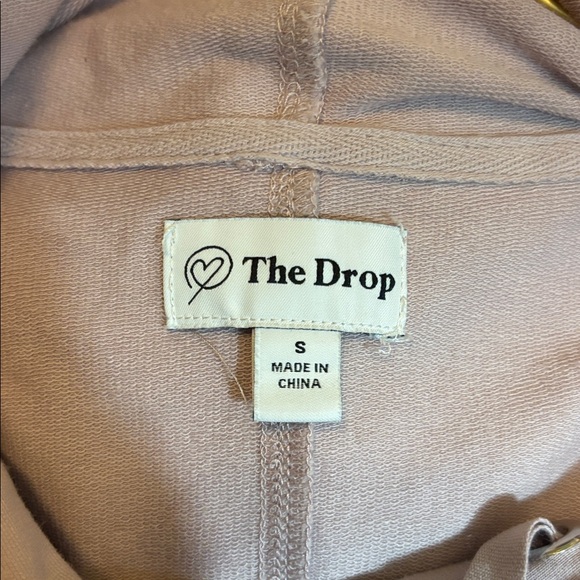 The Drop
S
MADE IN
CHINA